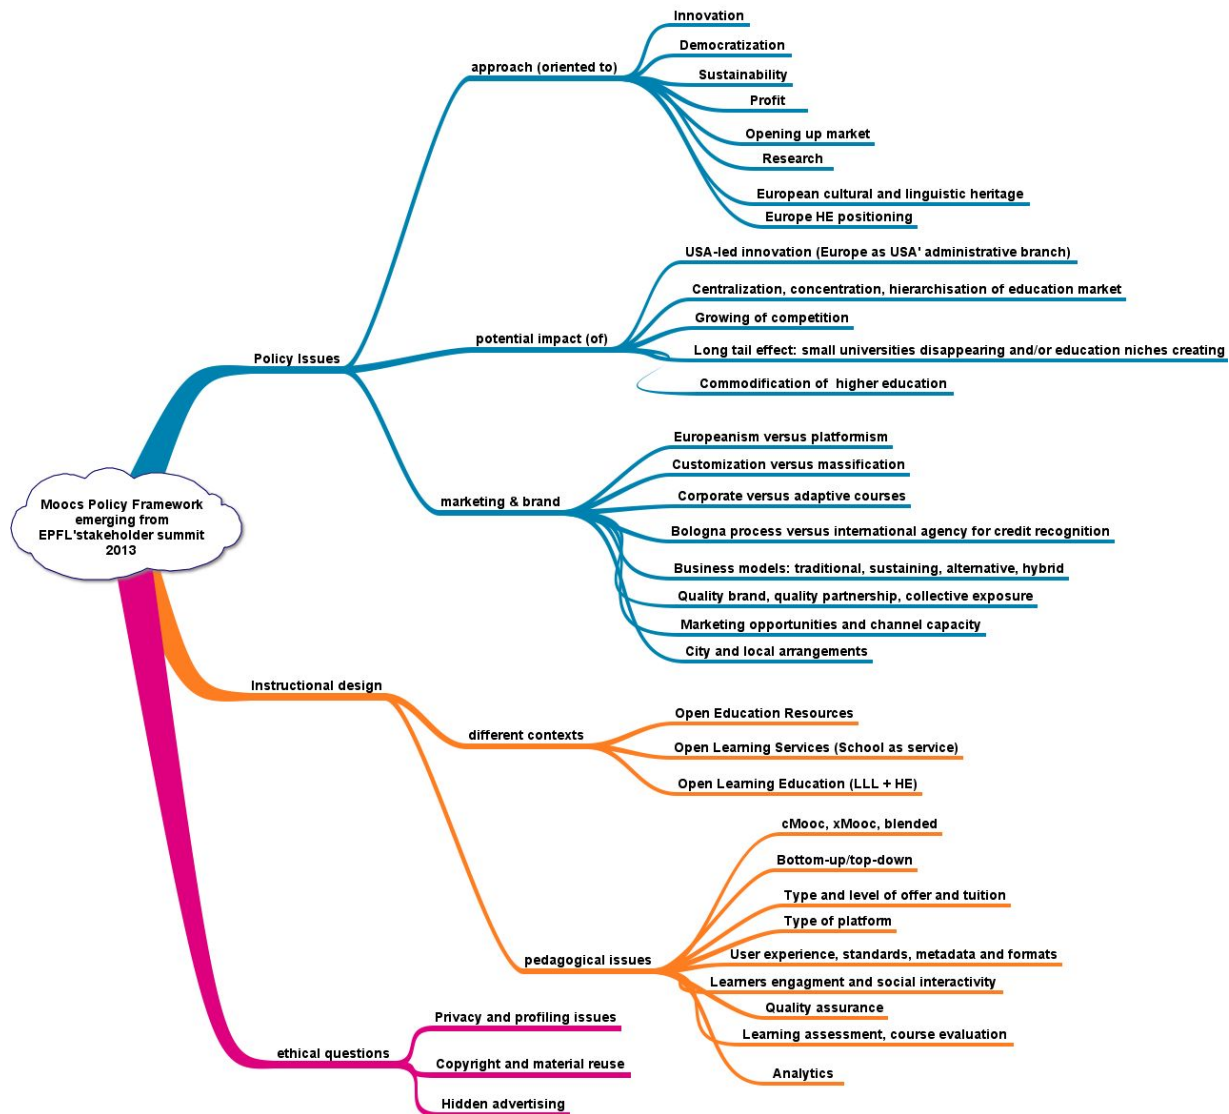 Innovation
Democratization
approach (oriented to)
Sustainability
Profit
Opening up market
Research
European cultural and linguistic heritage
Europe HE positioning
USA-led innovation (Europe as USA' administrative branch)
Centralization, concentration, hierarchisation of education market
Growing of competition
potential impact (of)
Long tail effect: small universities disappearing and/or education niches creating
Policy Issues
Commodification of  higher education
Europeanism versus platformism
Customization versus massification
Corporate versus adaptive courses
marketing & brand
Bologna process versus international agency for credit recognition
Business models: traditional, sustaining, alternative, hybrid
Quality brand, quality partnership, collective exposure
Marketing opportunities and channel capacity
City and local arrangements
Moocs Policy Framework
emerging from
EPFL'stakeholder summit
2013
Instructional design
different contexts
Open Education Resources
Open Learning Services (School as service)
Open Learning Education (LLL + HE)
cMooc, xMooc, blended
Bottom-up/top-down
Type and level of offer and tuition
Type of platform
pedagogical issues
User experience, standards, metadata and formats
Learners engagment and social interactivity
Quality assurance
Learning assessment, course evaluation
Analytics
ethical questions
Privacy and profiling issues
Copyright and material reuse
Hidden advertising